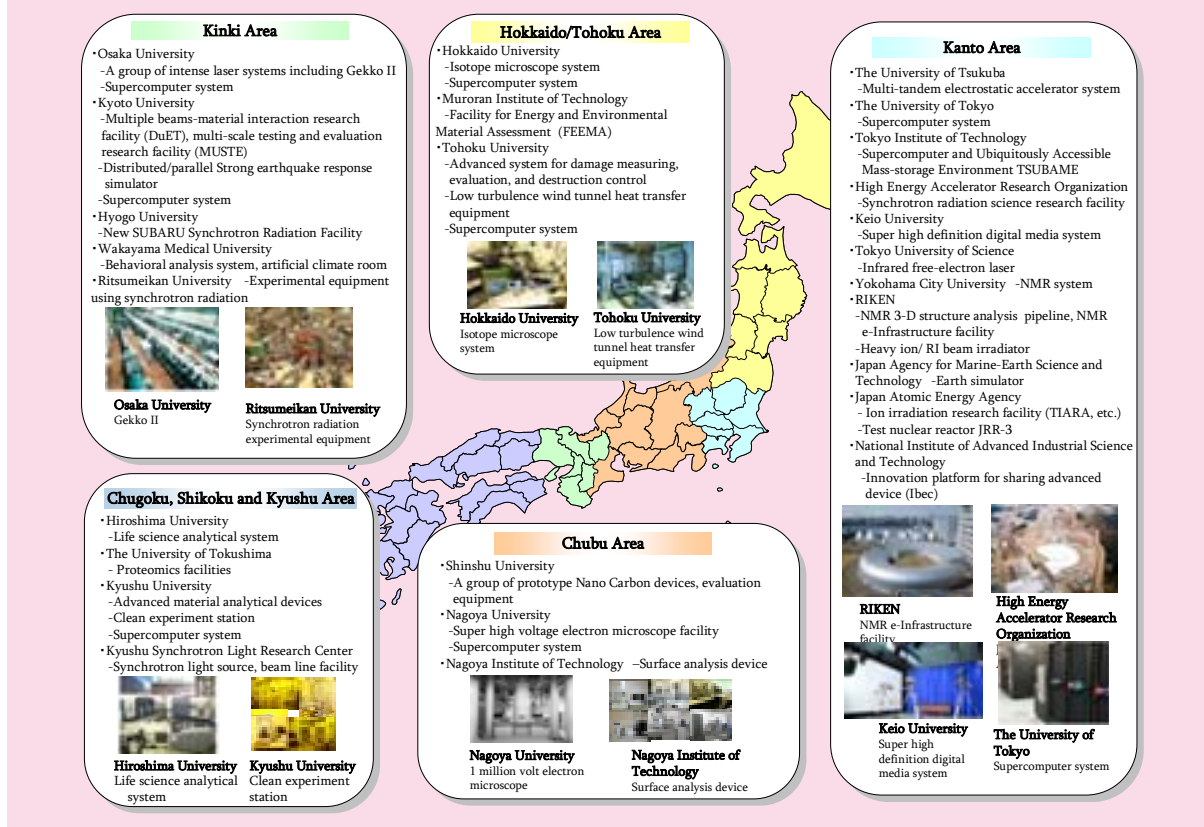 Kinki Area
・Osaka University
-A group of intense laser systems including Gekko II
-Supercomputer system
・Kyoto University
-Multiple beams-material interaction research
facility (DuET), multi-scale testing and evaluation
research facility (MUSTE)
-Distributed/parallel Strong earthquake response
simulator
-Supercomputer system
・Hyogo University
-New SUBARU Synchrotron Radiation Facility
・Wakayama Medical University
-Behavioral analysis system, artificial climate room
・Ritsumeikan University -Experimental equipment
using synchrotron radiation
Osaka University
Gekko II
Ritsumeikan University
Synchrotron radiation
experimental equipment
Hokkaido/Tohoku Area
・Hokkaido University
-Isotope microscope system
-Supercomputer system
・Muroran Institute of Technology
-Facility for Energy and Environmental
Material Assessment (FEEMA)
・Tohoku University
-Advanced system for damage measuring,
evaluation, and destruction control
-Low turbulence wind tunnel heat transfer
equipment
-Supercomputer system
Hokkaido University
Isotope microscope
system
Tohoku University
Low turbulence wind
tunnel heat transfer
equipment
Kanto Area
・The University of Tsukuba
-Multi-tandem electrostatic accelerator system
・The University of Tokyo
-Supercomputer system
・Tokyo Institute of Technology
-Supercomputer and Ubiquitously Accessible
Mass-storage Environment TSUBAME
・High Energy Accelerator Research Organization
-Synchrotron radiation science research facility
・Keio University
-Super high definition digital media system
・Tokyo University of Science
-Infrared free-electron laser
・Yokohama City University -NMR system
・RIKEN
-NMR 3-D structure analysis pipeline, NMR
e-Infrastructure facility
-Heavy ion/ RI beam irradiator
・Japan Agency for Marine-Earth Science and
Technology -Earth simulator
・Japan Atomic Energy Agency
- Ion irradiation research facility (TIARA, etc.)
-Test nuclear reactor JRR-3
・National Institute of Advanced Industrial Science
and Technology
-Innovation platform for sharing advanced
device (Ibec)
RIKEN
NMR e-Infrastructure
facility
High Energy
Accelerator Research
Organization
Keio University
Super high
definition digital
media system
The University of
Tokyo
Supercomputer system
Chugoku, Shikoku and Kyushu Area
・Hiroshima University
-Life science analytical system
・The University of Tokushima
- Proteomics facilities
・Kyushu University
-Advanced material analytical devices
-Clean experiment station
-Supercomputer system
・Kyushu Synchrotron Light Research Center
-Synchrotron light source, beam line facility
Hiroshima University
Life science analytical
system
Kyushu University
Clean experiment
station
Chubu Area
・Shinshu University
-A group of prototype Nano Carbon devices, evaluation
equipment
・Nagoya University
-Super high voltage electron microscope facility
-Supercomputer system
・Nagoya Institute of Technology -Surface analysis device
Nagoya University
1 million volt electron
microscope
Nagoya Institute of
Technology
Surface analysis device